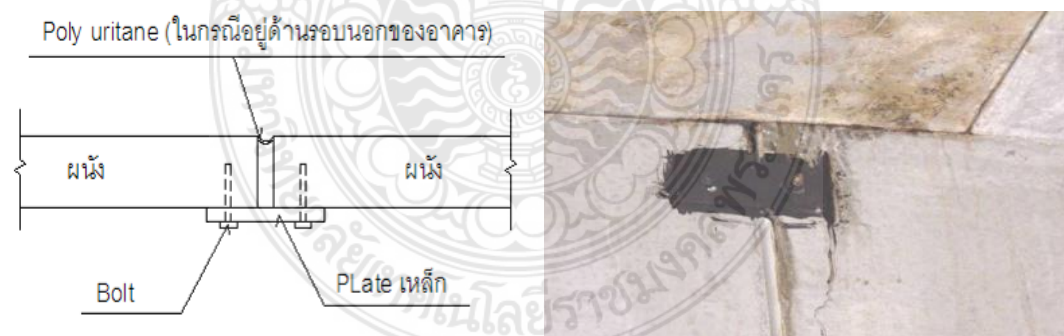 Poly uritane (ในกรณีอยู่ด้านรอบนอกของอาคาร)
ผนัง
ผนัง
Bolt
PLate เหล็ก